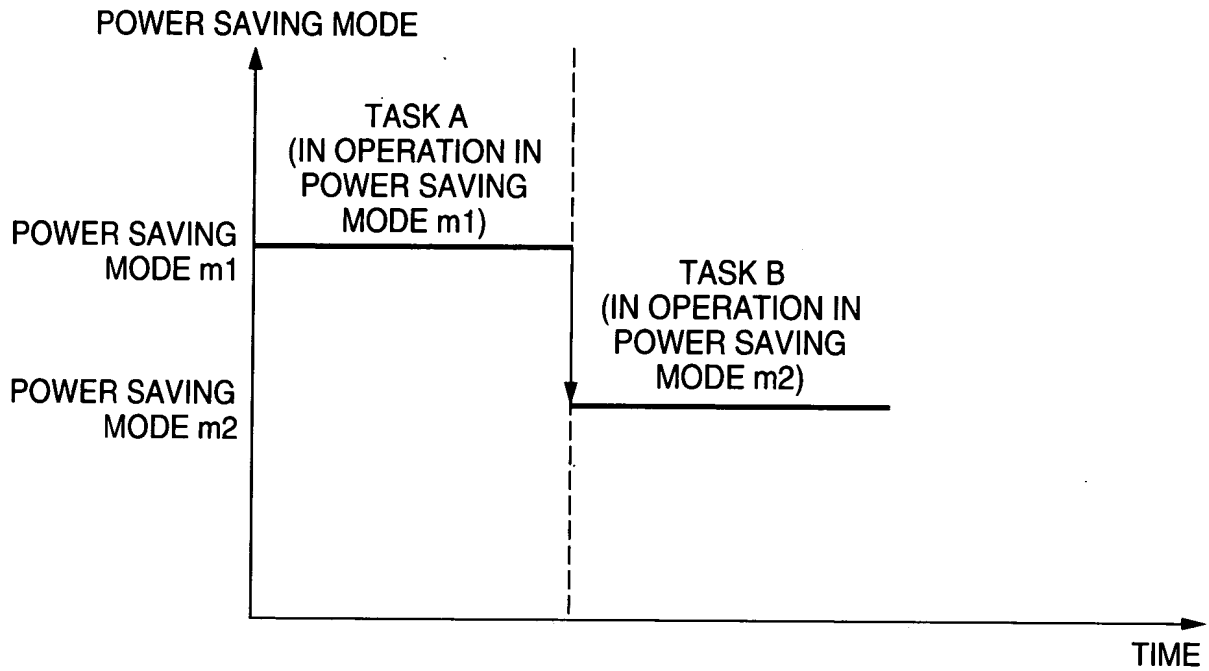 POWER SAVING MODE
TASK A
(IN OPERATION IN
POWER SAVING
MODE m1)
POWER SAVING
MODE m1
TASK B
(IN OPERATION IN
POWER SAVING
MODE m2)
POWER SAVING
MODE m2
TIME